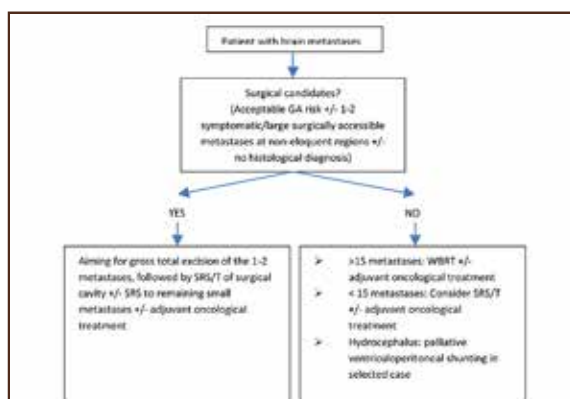 Patient with brain metastases
Surgical candidates?
(Acceptable GA risk +/- 1-2
symptomatic/large surgically accessible
metastases at non-eloquent regions +/-
no histological diagnosis)
YES
NO
Aiming for gross total excision of the 1-2
metastases, followed by SRS/T of surgical
cavity +/- SRS to remaining small
metastases +/- adjuvant oncological
treatment
➤ >15 metastases: WBRT +/-
adjuvant oncological treatment
➤ < 15 metastases: Consider SRS/T
+/- adjuvant oncological
treatment
➤ Hydrocephalus: palliative
ventriculoperitoneal shunting in
selected case